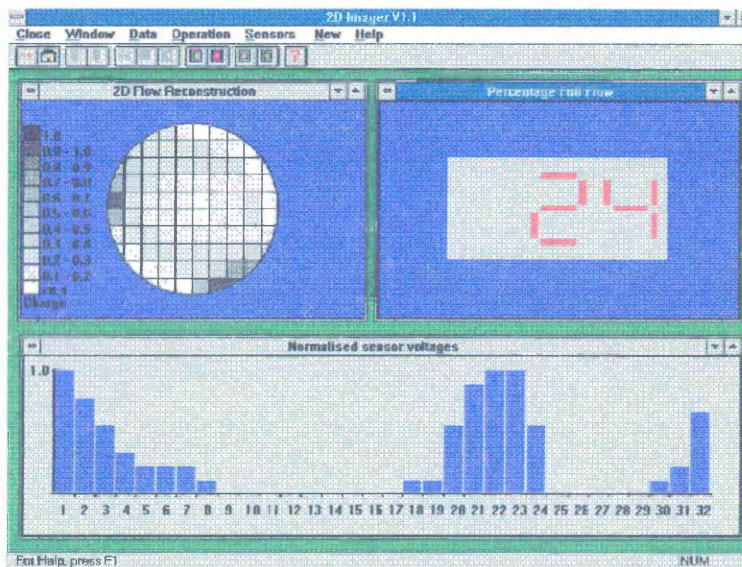 2D Imager V1.1
Close Window Data Operation Sensors New Help
2D Flow Reconstruction
1.0
0.9 - 1.0
0.8 - 0.9
0.7 - 0.8
0.6 - 0.7
0.5 - 0.6
0.4 - 0.5
0.3 - 0.4
0.2 - 0.3
0.1 - 0.2
<0.1
Charge
Percentage Full Flow
24
Normalised sensor voltages
1.0
1 2 3 4 5 6 7 8 9 10 11 12 13 14 15 16 17 18 19 20 21 22 23 24 25 26 27 28 29 30 31 32
For Help, press F1
NUM